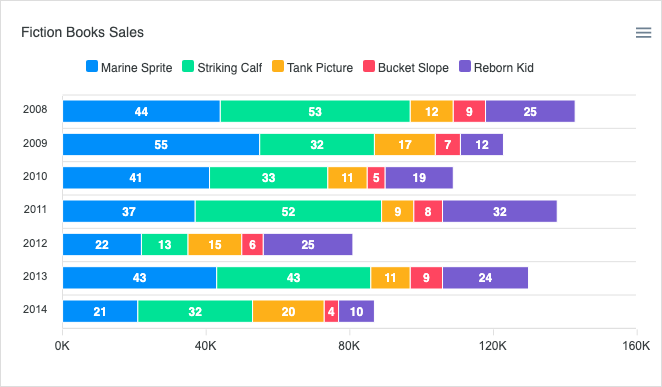 Fiction Books Sales
Marine Sprite Striking Calf Tank Picture Bucket Slope Reborn Kid
2008 44 53 12 9 25
2009 55 32 17 7 12
2010 41 33 11 5 19
2011 37 52 9 8 32
2012 22 13 15 6 25
2013 43 43 11 9 24
2014 21 32 20 4 10
0K 40K 80K 120K 160K